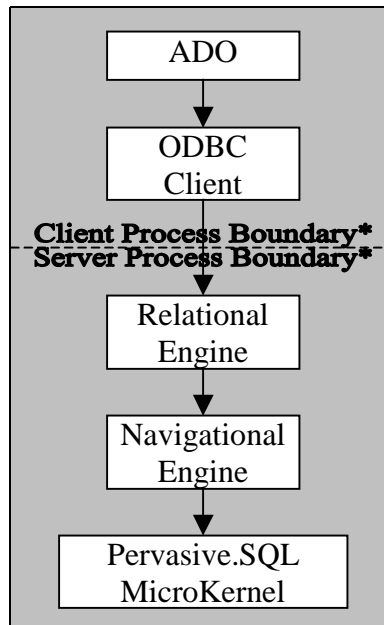 ADO
ODBC
Client
Client Process Boundary*
Server Process Boundary*
Relational
Engine
Navigational
Engine
Pervasive.SQL
MicroKernel